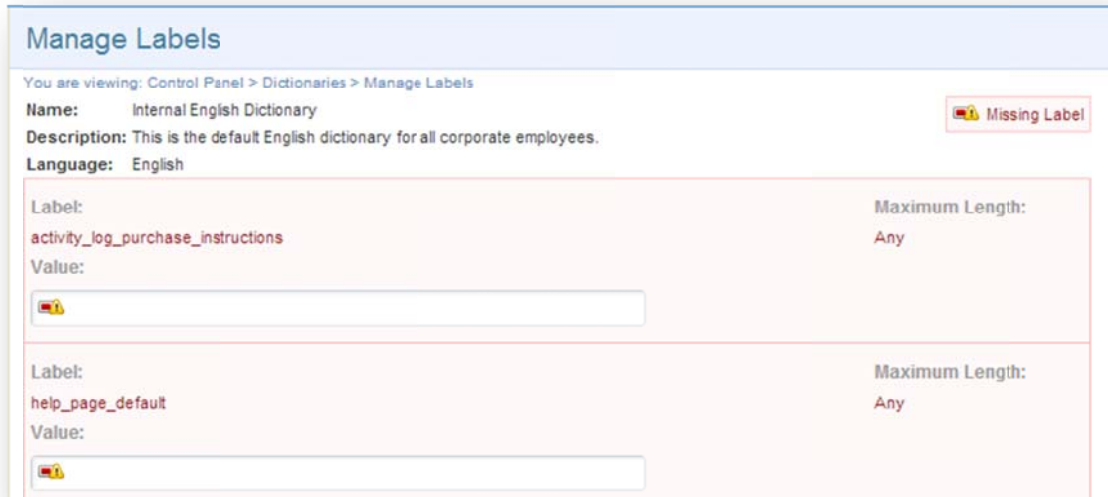 Manage Labels
You are viewing: Control Panel > Dictionaries > Manage Labels
Name: Internal English Dictionary
Missing Label
Description: This is the default English dictionary for all corporate employees.
Language: English
Label: Maximum Length:
activity_log_purchase_instructions Any
Value:
Label: Maximum Length:
help_page_default Any
Value: